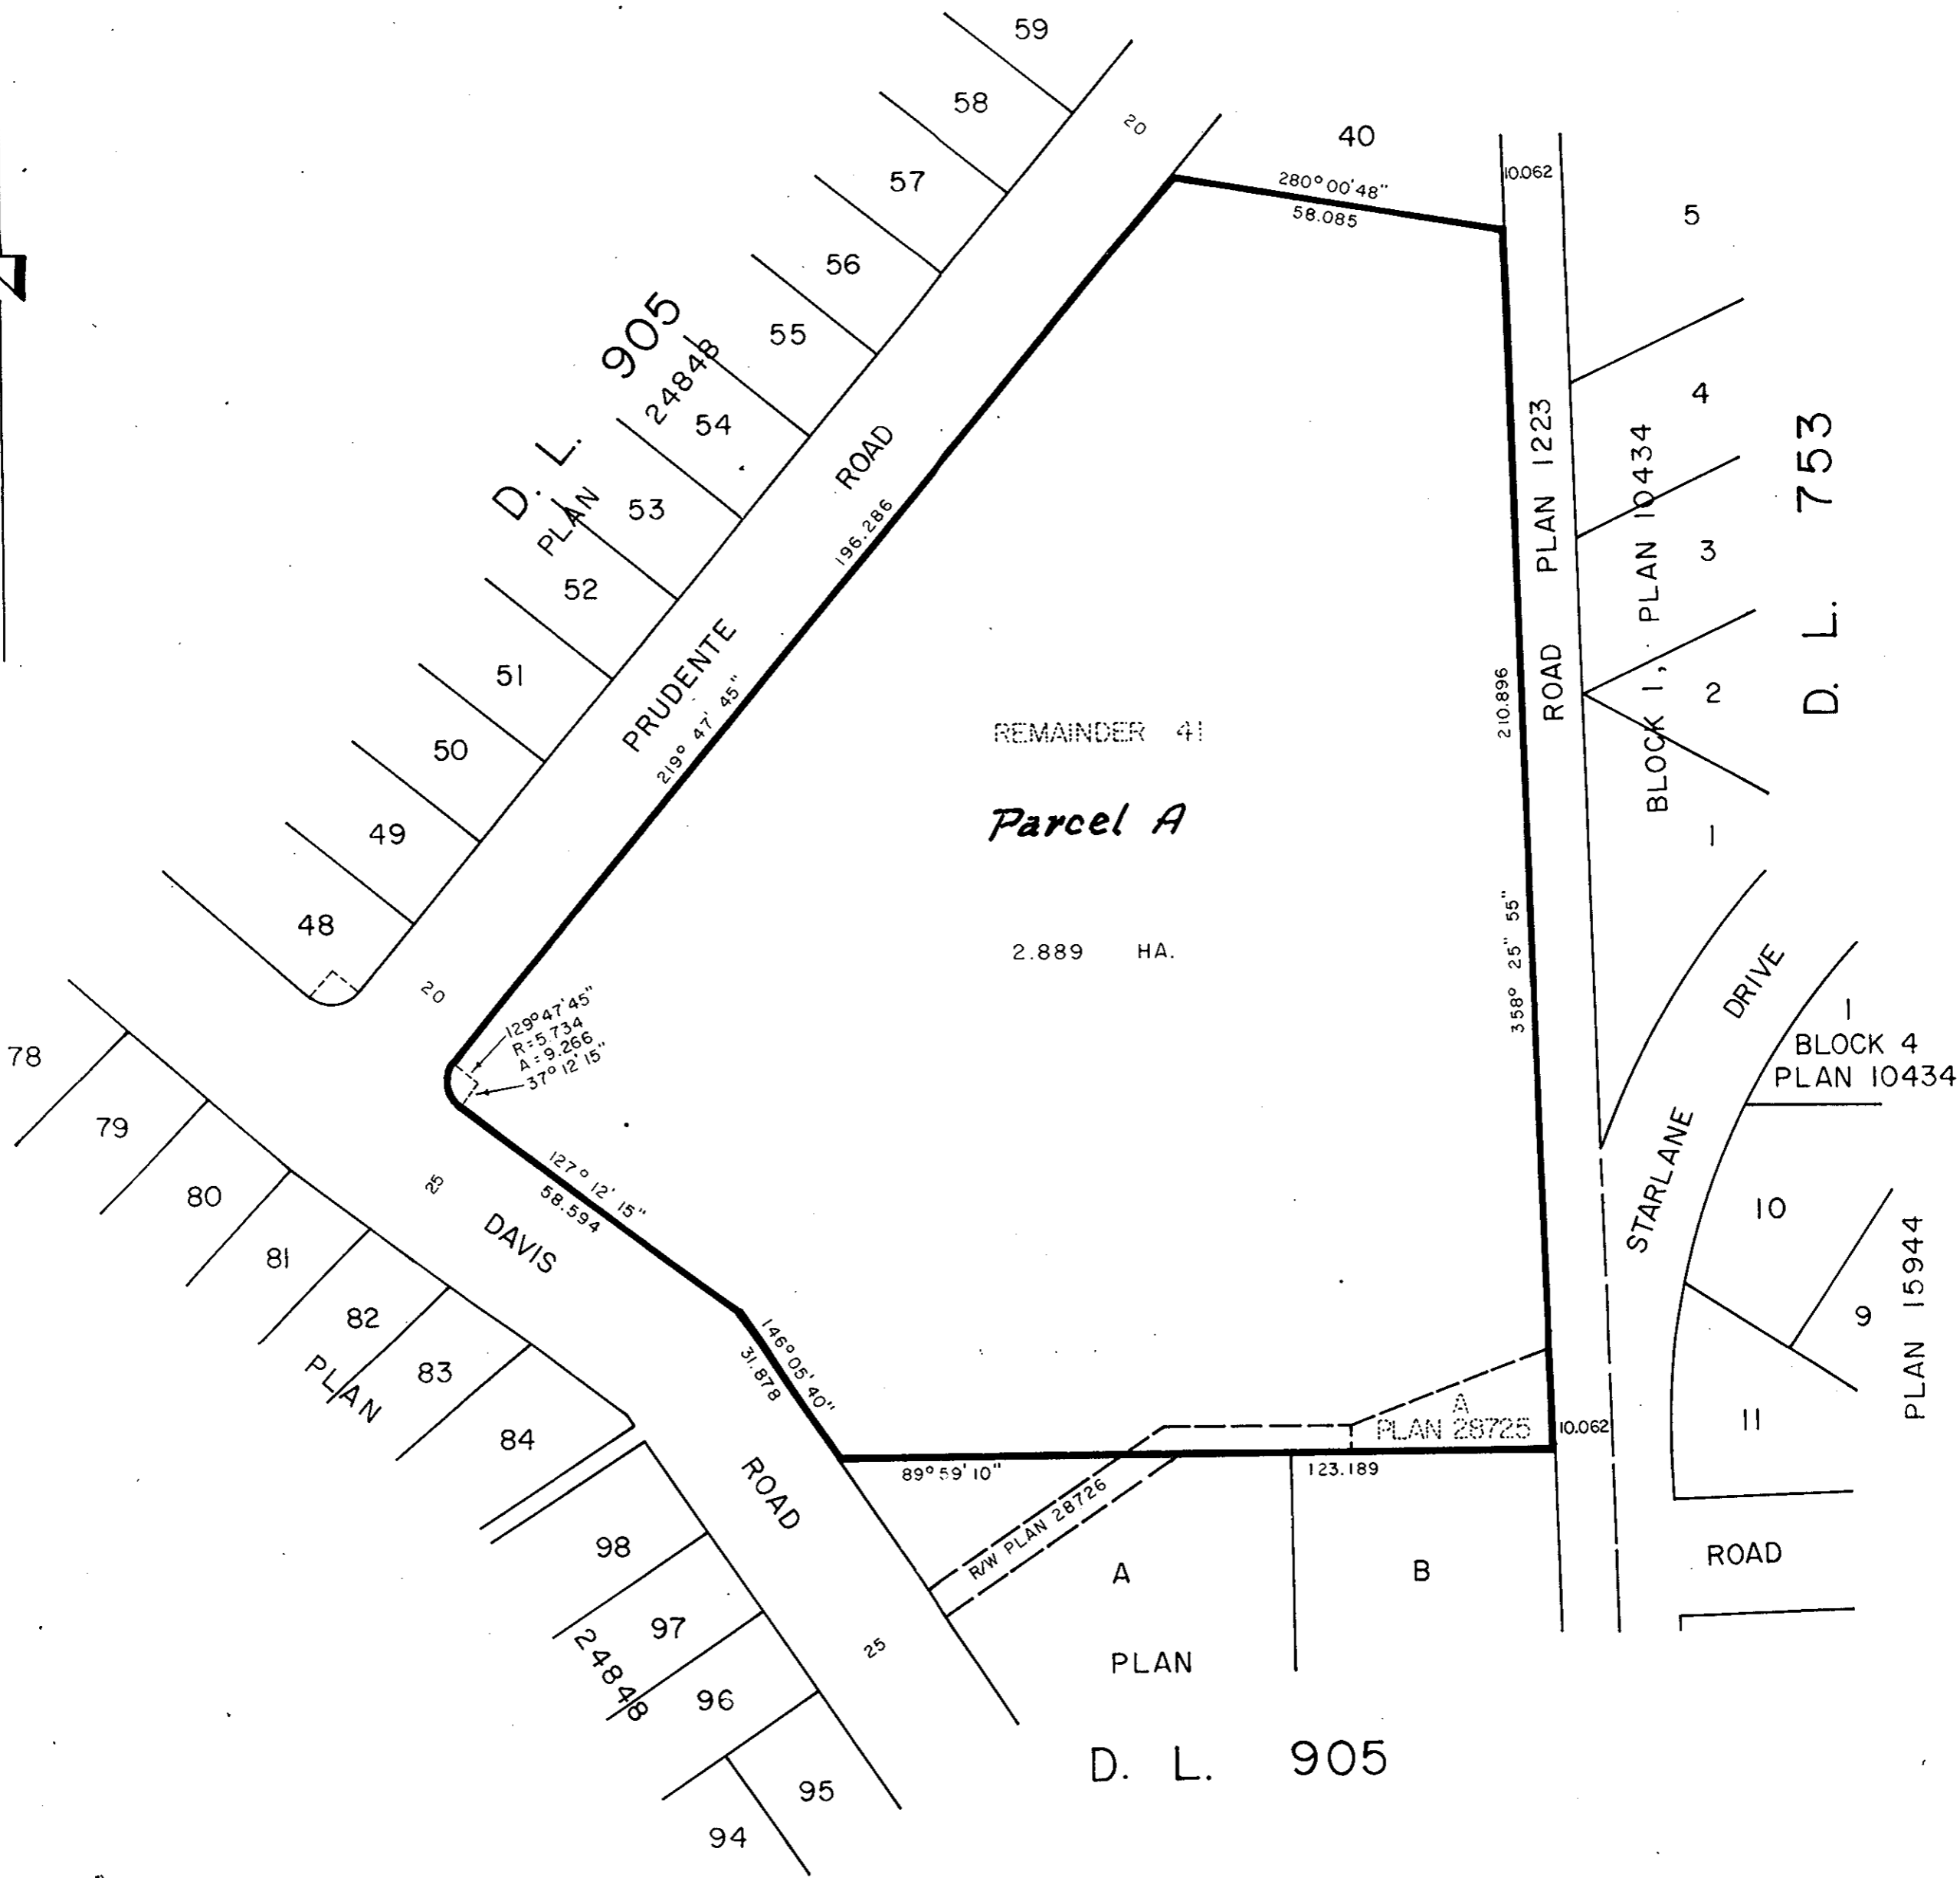 59
58
57
56
55
54
53
52
51
50
49
48
20
40
280° 00' 48"
58.085
10.062
5
4
3
2
1
D. L. 905
PLAN 24848
PRUDENTE ROAD
196.286
219° 47' 45"
20
REMAINDER 41
Parcel A
2.889 HA.
210.896
358° 25" 55"
ROAD PLAN 1223
BLOCK 1, PLAN 10434
D. L. 753
129° 47' 45"
R = 5.734
A = 9.266
37° 12' 15"
STARLANE DRIVE
1
BLOCK 4
PLAN 10434
10
9
11
PLAN 15944
78
79
80
81
82
83
84
25
DAVIS ROAD
127° 12' 15"
58.594
146° 05' 40"
31.878
PLAN 24848
A
PLAN 28725
10.062
89° 59' 10"
123.189
R/W PLAN 28726
A
B
ROAD
98
97
96
95
94
25
PLAN
D. L. 905